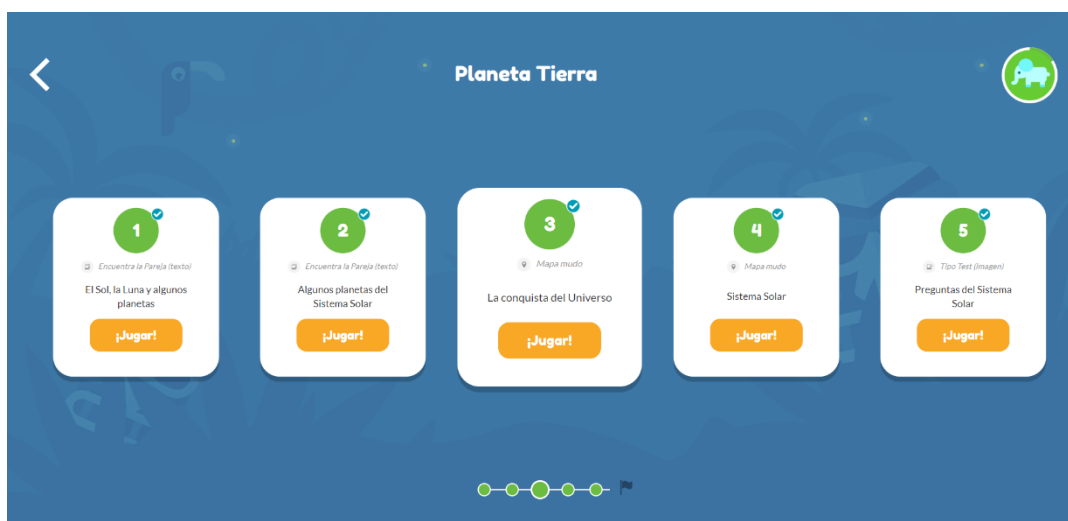 Planeta Tierra
1
Encuentra la Pareja (texto)
El Sol, la Luna y algunos
planetas
¡Jugar!
2
Encuentra la Pareja (texto)
Algunos planetas del
Sistema Solar
¡Jugar!
3
Mapa mudo
La conquista del Universo
¡Jugar!
4
Mapa mudo
Sistema Solar
¡Jugar!
5
Tipo Test (Imagen)
Preguntas del Sistema
Solar
¡Jugar!